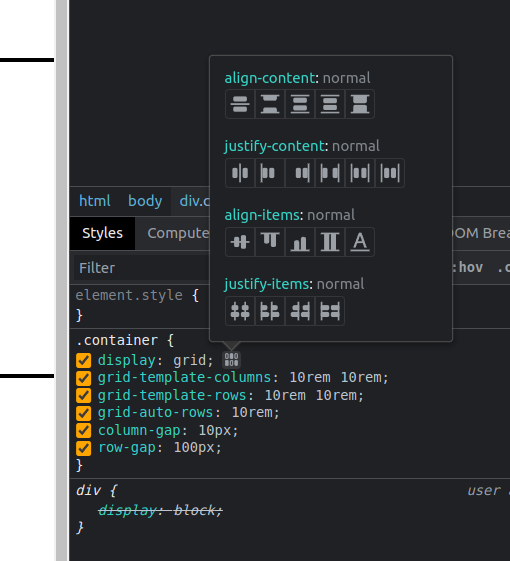 align-content: normal
justify-content: normal
align-items: normal
A
justify-items: normal
html body div.c
Styles Compute OM Brea
Filter :hov .c
element.style {
}
.container {
display: grid;
grid-template-columns: 10rem 10rem;
grid-template-rows: 10rem 10rem;
grid-auto-rows: 10rem;
column-gap: 10px;
row-gap: 100px;
}
div { user
display: block;
}